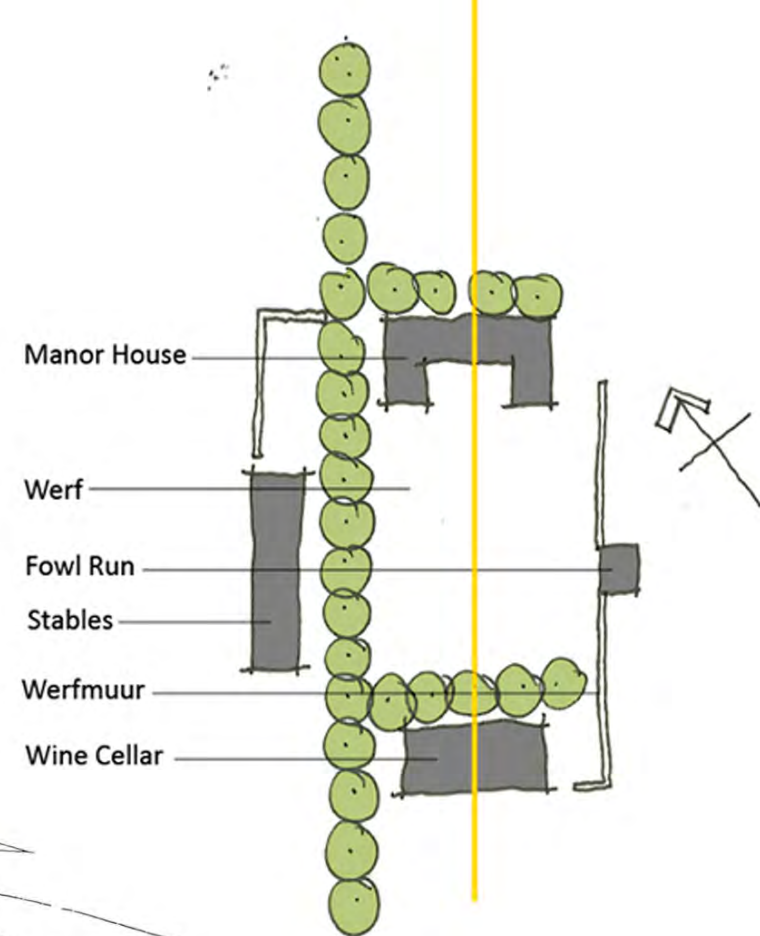 Manor House
Werf
Fowl Run
Stables
Werfmuur
Wine Cellar